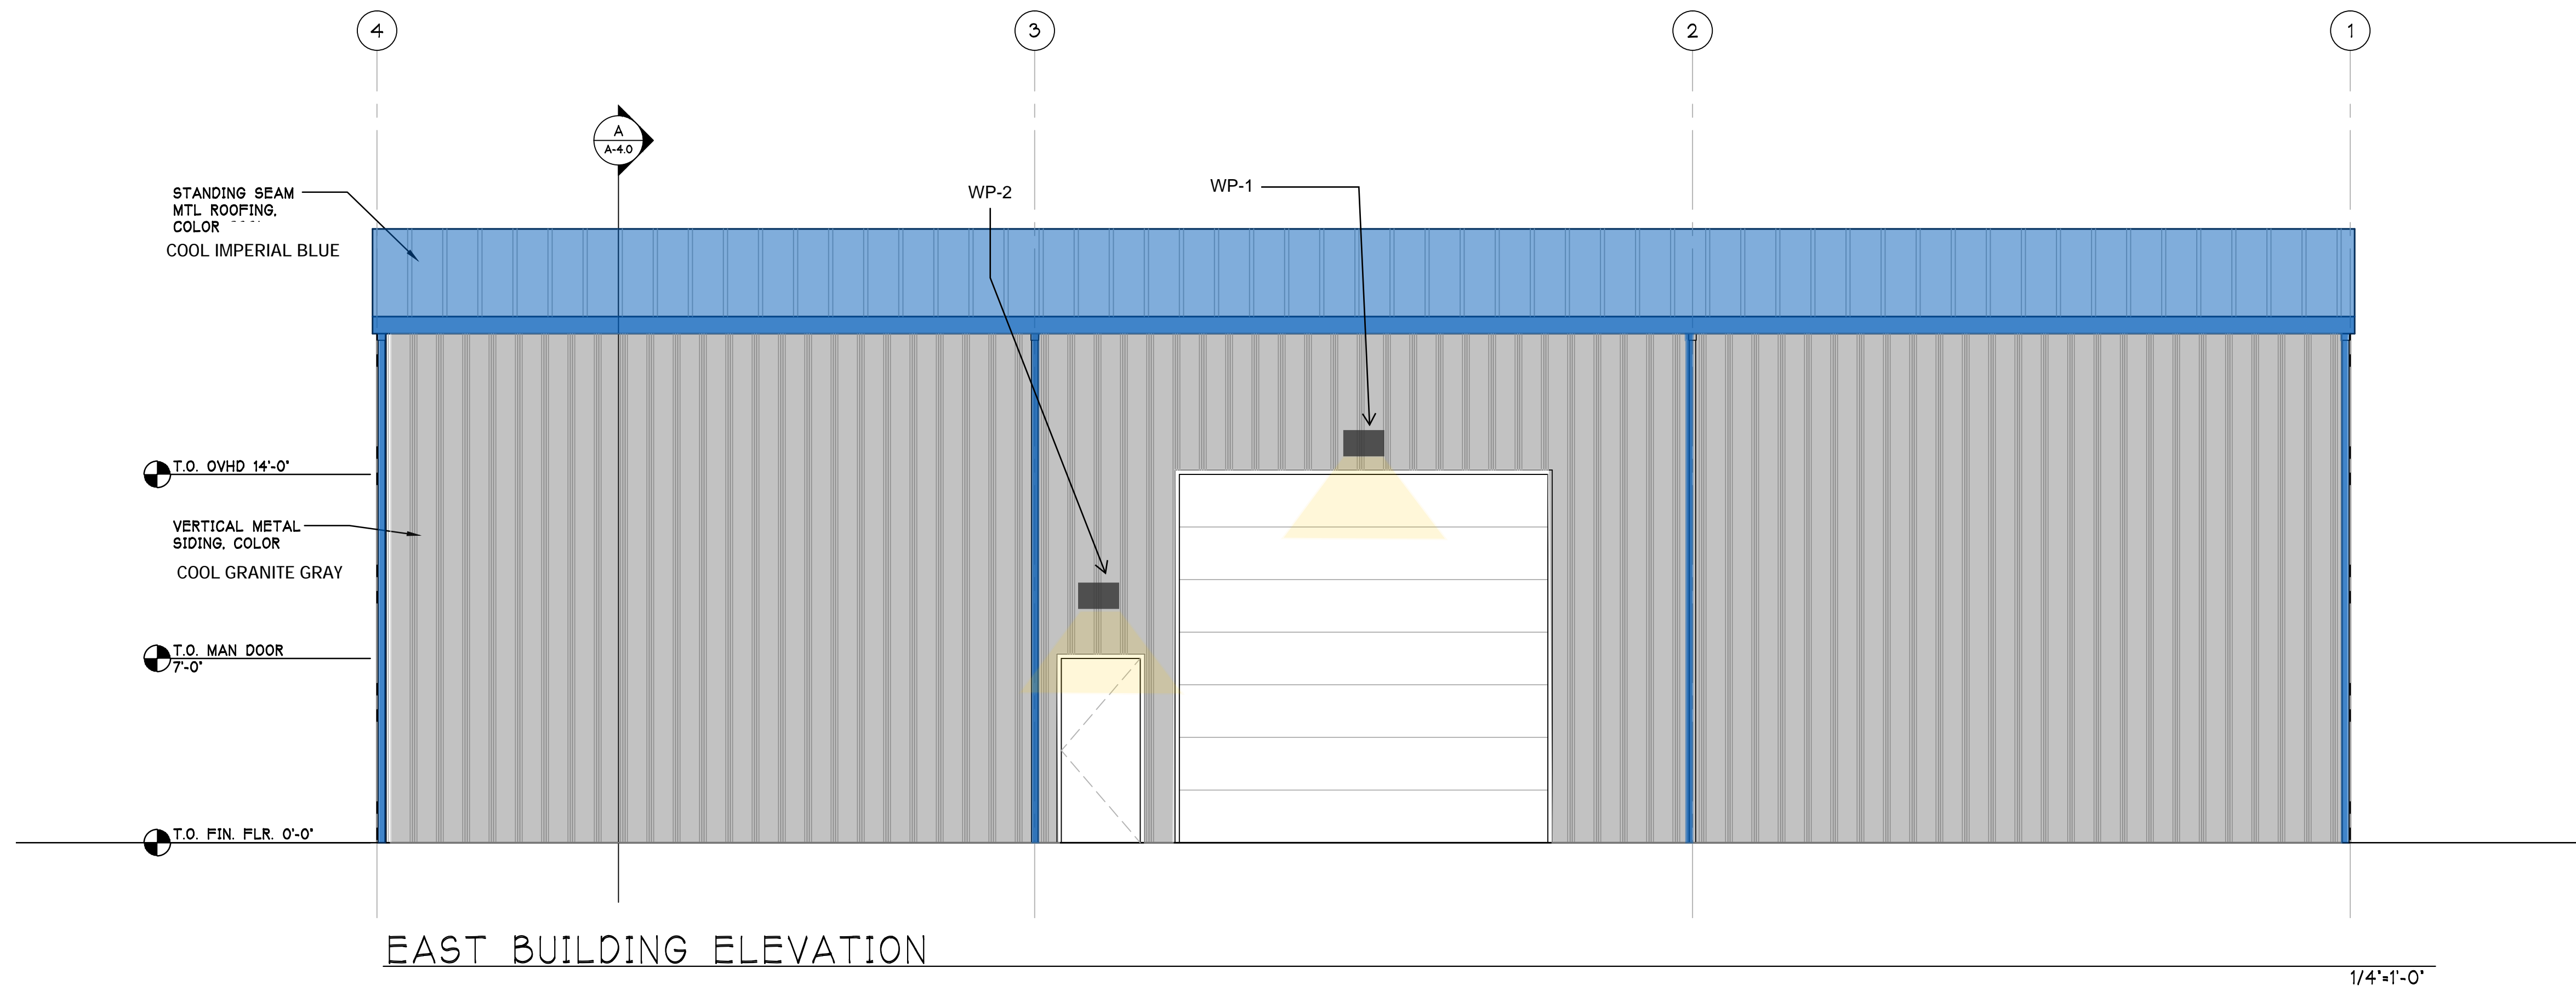 4 3 2 1
A
A-4.0
WP-2
WP-1
STANDING SEAM
MTL ROOFING,
COLOR
COOL IMPERIAL BLUE
T.O. OVHD 14'-0"
VERTICAL METAL
SIDING, COLOR
COOL GRANITE GRAY
T.O. MAN DOOR
7'-0"
T.O. FIN. FLR. 0'-0"
EAST BUILDING ELEVATION
1/4"=1'-0"